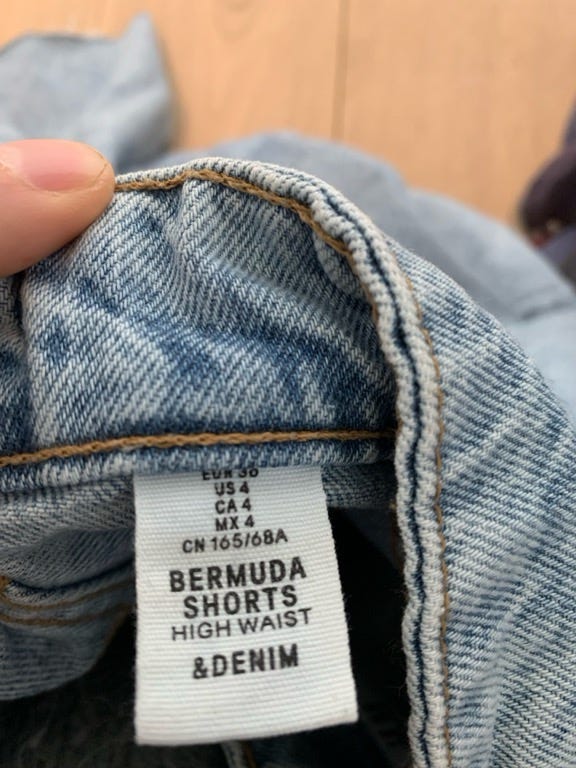 EUR 36
US 4
CA 4
MX 4
CN 165/68A
BERMUDA
SHORTS
HIGH WAIST
&DENIM